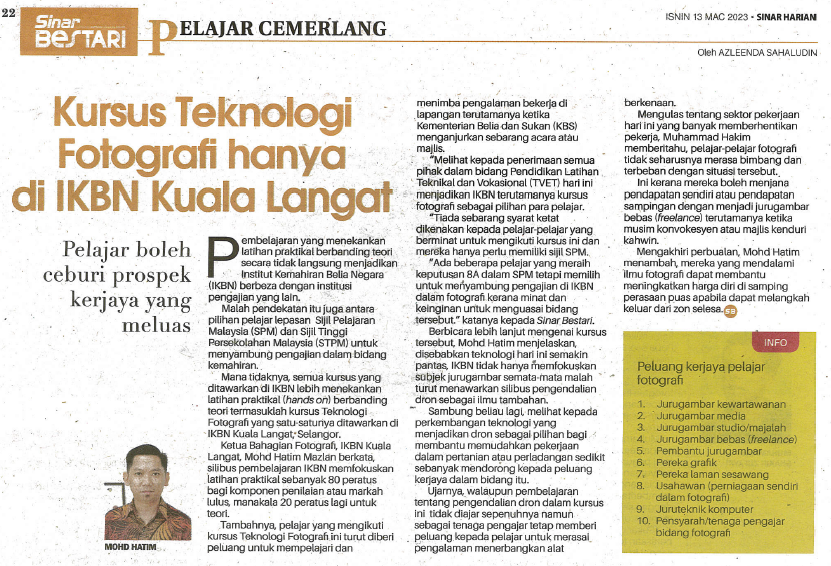 22
Sinar
BESTARI
PELAJAR CEMERLANG
ISNIN 13 MAC 2023 • SINAR HARIAN
Oleh AZLEENDA SAHALUDIN
Kursus Teknologi
Fotografi hanya
di IKBN Kuala Langat
Pelajar boleh
ceburi prospek
kerjaya yang
meluas
Pembelajaran yang menekankan
latihan praktikal berbanding teori
secara tidak langsung menjadikan
Institut Kemahiran Belia Negara
(IKBN) berbeza dengan institusi
pengajian yang lain.
Malah pendekatan itu juga antara
pilihan pelajar lepasan Sijil Pelajaran
Malaysia (SPM) dan Sijil Tinggi
Persekolahan Malaysia (STPM) untuk
menyambung pengajian dalam bidang
kemahiran.
Mana tidaknya, semua kursus yang
ditawarkan di IKBN lebih menekankan
latihan praktikal (hands on) berbanding
teori termasuklah kursus Teknologi
Fotografi yang satu-satunya ditawarkan di
IKBN Kuala Langat, Selangor.
Ketua Bahagian Fotografi, IKBN Kuala
Langat, Mohd Hatim Mazlan berkata,
silibus pembelajaran IKBN memfokuskan
latihan praktikal sebanyak 80 peratus
bagi komponen penilaian atau markah
lulus, manakala 20 peratus lagi untuk
teori.
Tambahnya, pelajar yang mengikuti
kursus Teknologi Fotografi ini turut diberi
peluang untuk mempelajari dan
MOHD HATIM
menimba pengalaman bekerja di
lapangan terutamanya ketika
Kementerian Belia dan Sukan (KBS)
menganjurkan sebarang acara atau
majlis.
"Melihat kepada penerimaan semua
pihak dalam bidang Pendidikan Latihan
Teknikal dan Vokasional (TVET) hari ini
menjadikan IKBN terutamanya kursus
fotografi sebagai pilihan para pelajar.
"Tiada sebarang syarat ketat
dikenakan kepada pelajar-pelajar yang
berminat untuk mengikuti kursus ini dan
mereka hanya perlu memiliki sijil SPM.
"Ada beberapa pelajar yang meraih
keputusan 8A dalam SPM tetapi memilih
untuk menyambung pengajian di IKBN
dalam fotografi kerana minat dan
keinginan untuk menguasai bidang
tersebut." katanya kepada Sinar Bestari.
Berbicara lebih lanjut mengenai kursus
tersebut, Mohd Hatim menjelaskan,
disebabkan teknologi hari ini semakin
pantas, IKBN tidak hanya memfokuskan
subjek jurugambar semata-mata malah
turut menawarkan silibus pengendalian
dron sebagai ilmu tambahan.
Sambung beliau lagi, melihat kepada
perkembangan teknologi yang
menjadikan dron sebagai pilihan bagi
membantu memudahkan pekerjaan
dalam pertanian atau perladangan sedikit
sebanyak mendorong kepada peluang
kerjaya dalam bidang itu.
Ujarnya, walaupun pembelajaran
tentang pengendalian dron dalam kursus
ini tidak diajar sepenuhnya namun
sebagai tenaga pengajar tetap memberi
peluang kepada pelajar untuk merasai
pengalaman menerbangkan alat
berkenaan.
Mengulas tentang sektor pekerjaan
hari ini yang banyak memberhentikan
pekerja, Muhammad Hakim
memberitahu, pelajar-pelajar fotografi
tidak seharusnya merasa bimbang dan
terbeban dengan situasi tersebut.
Ini kerana mereka boleh menjana
pendapatan sendiri atau pendapatan
sampingan dengan menjadi jurugambar
bebas (freelance) terutamanya ketika
musim konvokesyen atau majlis kenduri
kahwin.
Mengakhiri perbualan, Mohd Hatim
menambah, mereka yang mendalami
ilmu fotografi dapat membantu
meningkatkan harga diri di samping
perasaan puas apabila dapat melangkah
keluar dari zon selesa. SB
INFO
Peluang kerjaya pelajar
fotografi
1. Jurugambar kewartawanan
2. Jurugambar media
3. Jurugambar studio/majalah
4. Jurugambar bebas (freelance)
5. Pembantu jurugambar
6. Pereka grafik
7. Pereka laman sesawang
8. Usahawan (perniagaan sendiri
dalam fotografi)
9. Juruteknik komputer
10. Pensyarah/tenaga pengajar
bidang fotografi